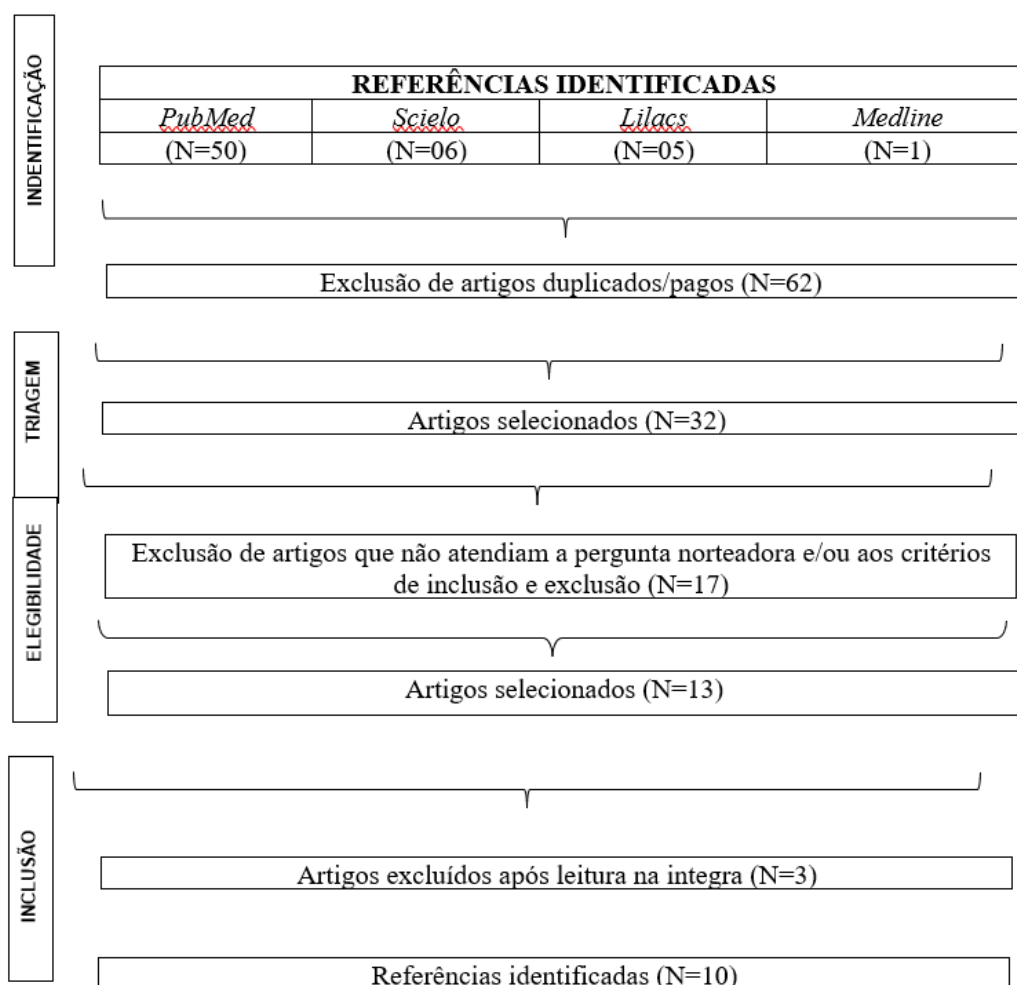 INDENTIFICAÇÃO
REFERÊNCIAS IDENTIFICADAS
PubMed Scielo Lilacs Medline
(N=50) (N=06) (N=05) (N=1)
Exclusão de artigos duplicados/pagos (N=62)
TRIAGEM
Artigos selecionados (N=32)
ELEGIBILIDADE
Exclusão de artigos que não atendiam a pergunta norteadora e/ou aos critérios
de inclusão e exclusão (N=17)
Artigos selecionados (N=13)
INCLUSÃO
Artigos excluídos após leitura na integra (N=3)
Referências identificadas (N=10)